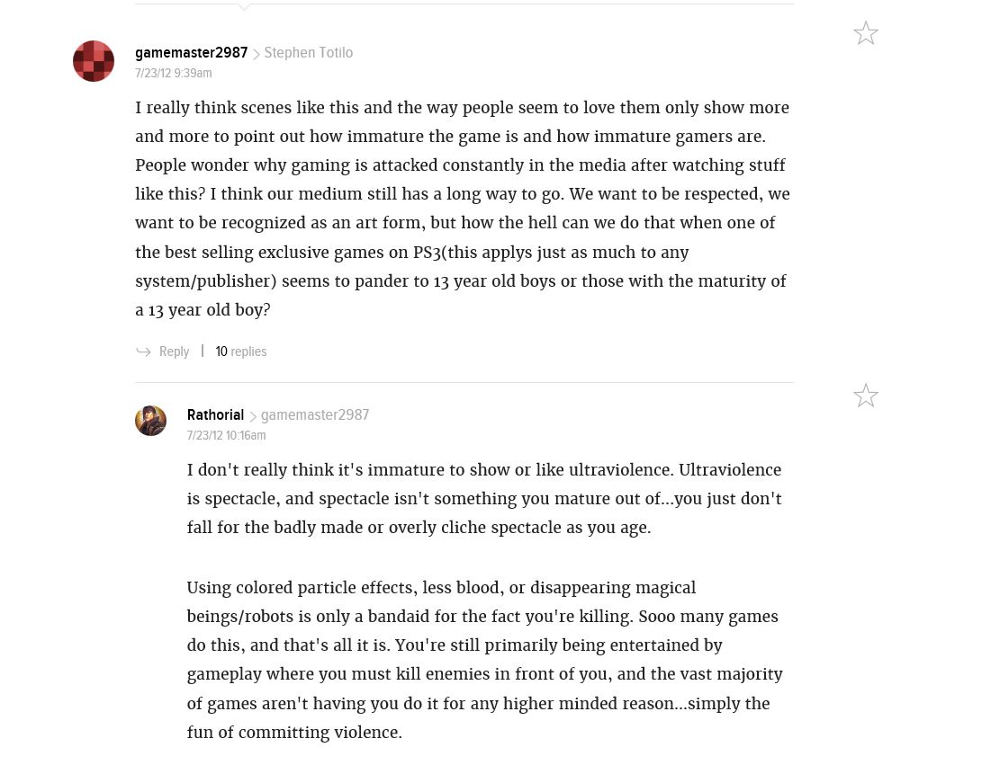 gamemaster2987 > Stephen Totilo
7/23/12 9:39am
I really think scenes like this and the way people seem to love them only show more
and more to point out how immature the game is and how immature gamers are.
People wonder why gaming is attacked constantly in the media after watching stuff
like this? I think our medium still has a long way to go. We want to be respected, we
want to be recognized as an art form, but how the hell can we do that when one of
the best selling exclusive games on PS3(this applys just as much to any
system/publisher) seems to pander to 13 year old boys or those with the maturity of
a 13 year old boy?
Reply | 10 replies
Rathorial > gamemaster2987
7/23/12 10:16am
I don't really think it's immature to show or like ultraviolence. Ultraviolence
is spectacle, and spectacle isn't something you mature out of...you just don't
fall for the badly made or overly cliche spectacle as you age.
Using colored particle effects, less blood, or disappearing magical
beings/robots is only a bandaid for the fact you're killing. Sooo many games
do this, and that's all it is. You're still primarily being entertained by
gameplay where you must kill enemies in front of you, and the vast majority
of games aren't having you do it for any higher minded reason...simply the
fun of committing violence.